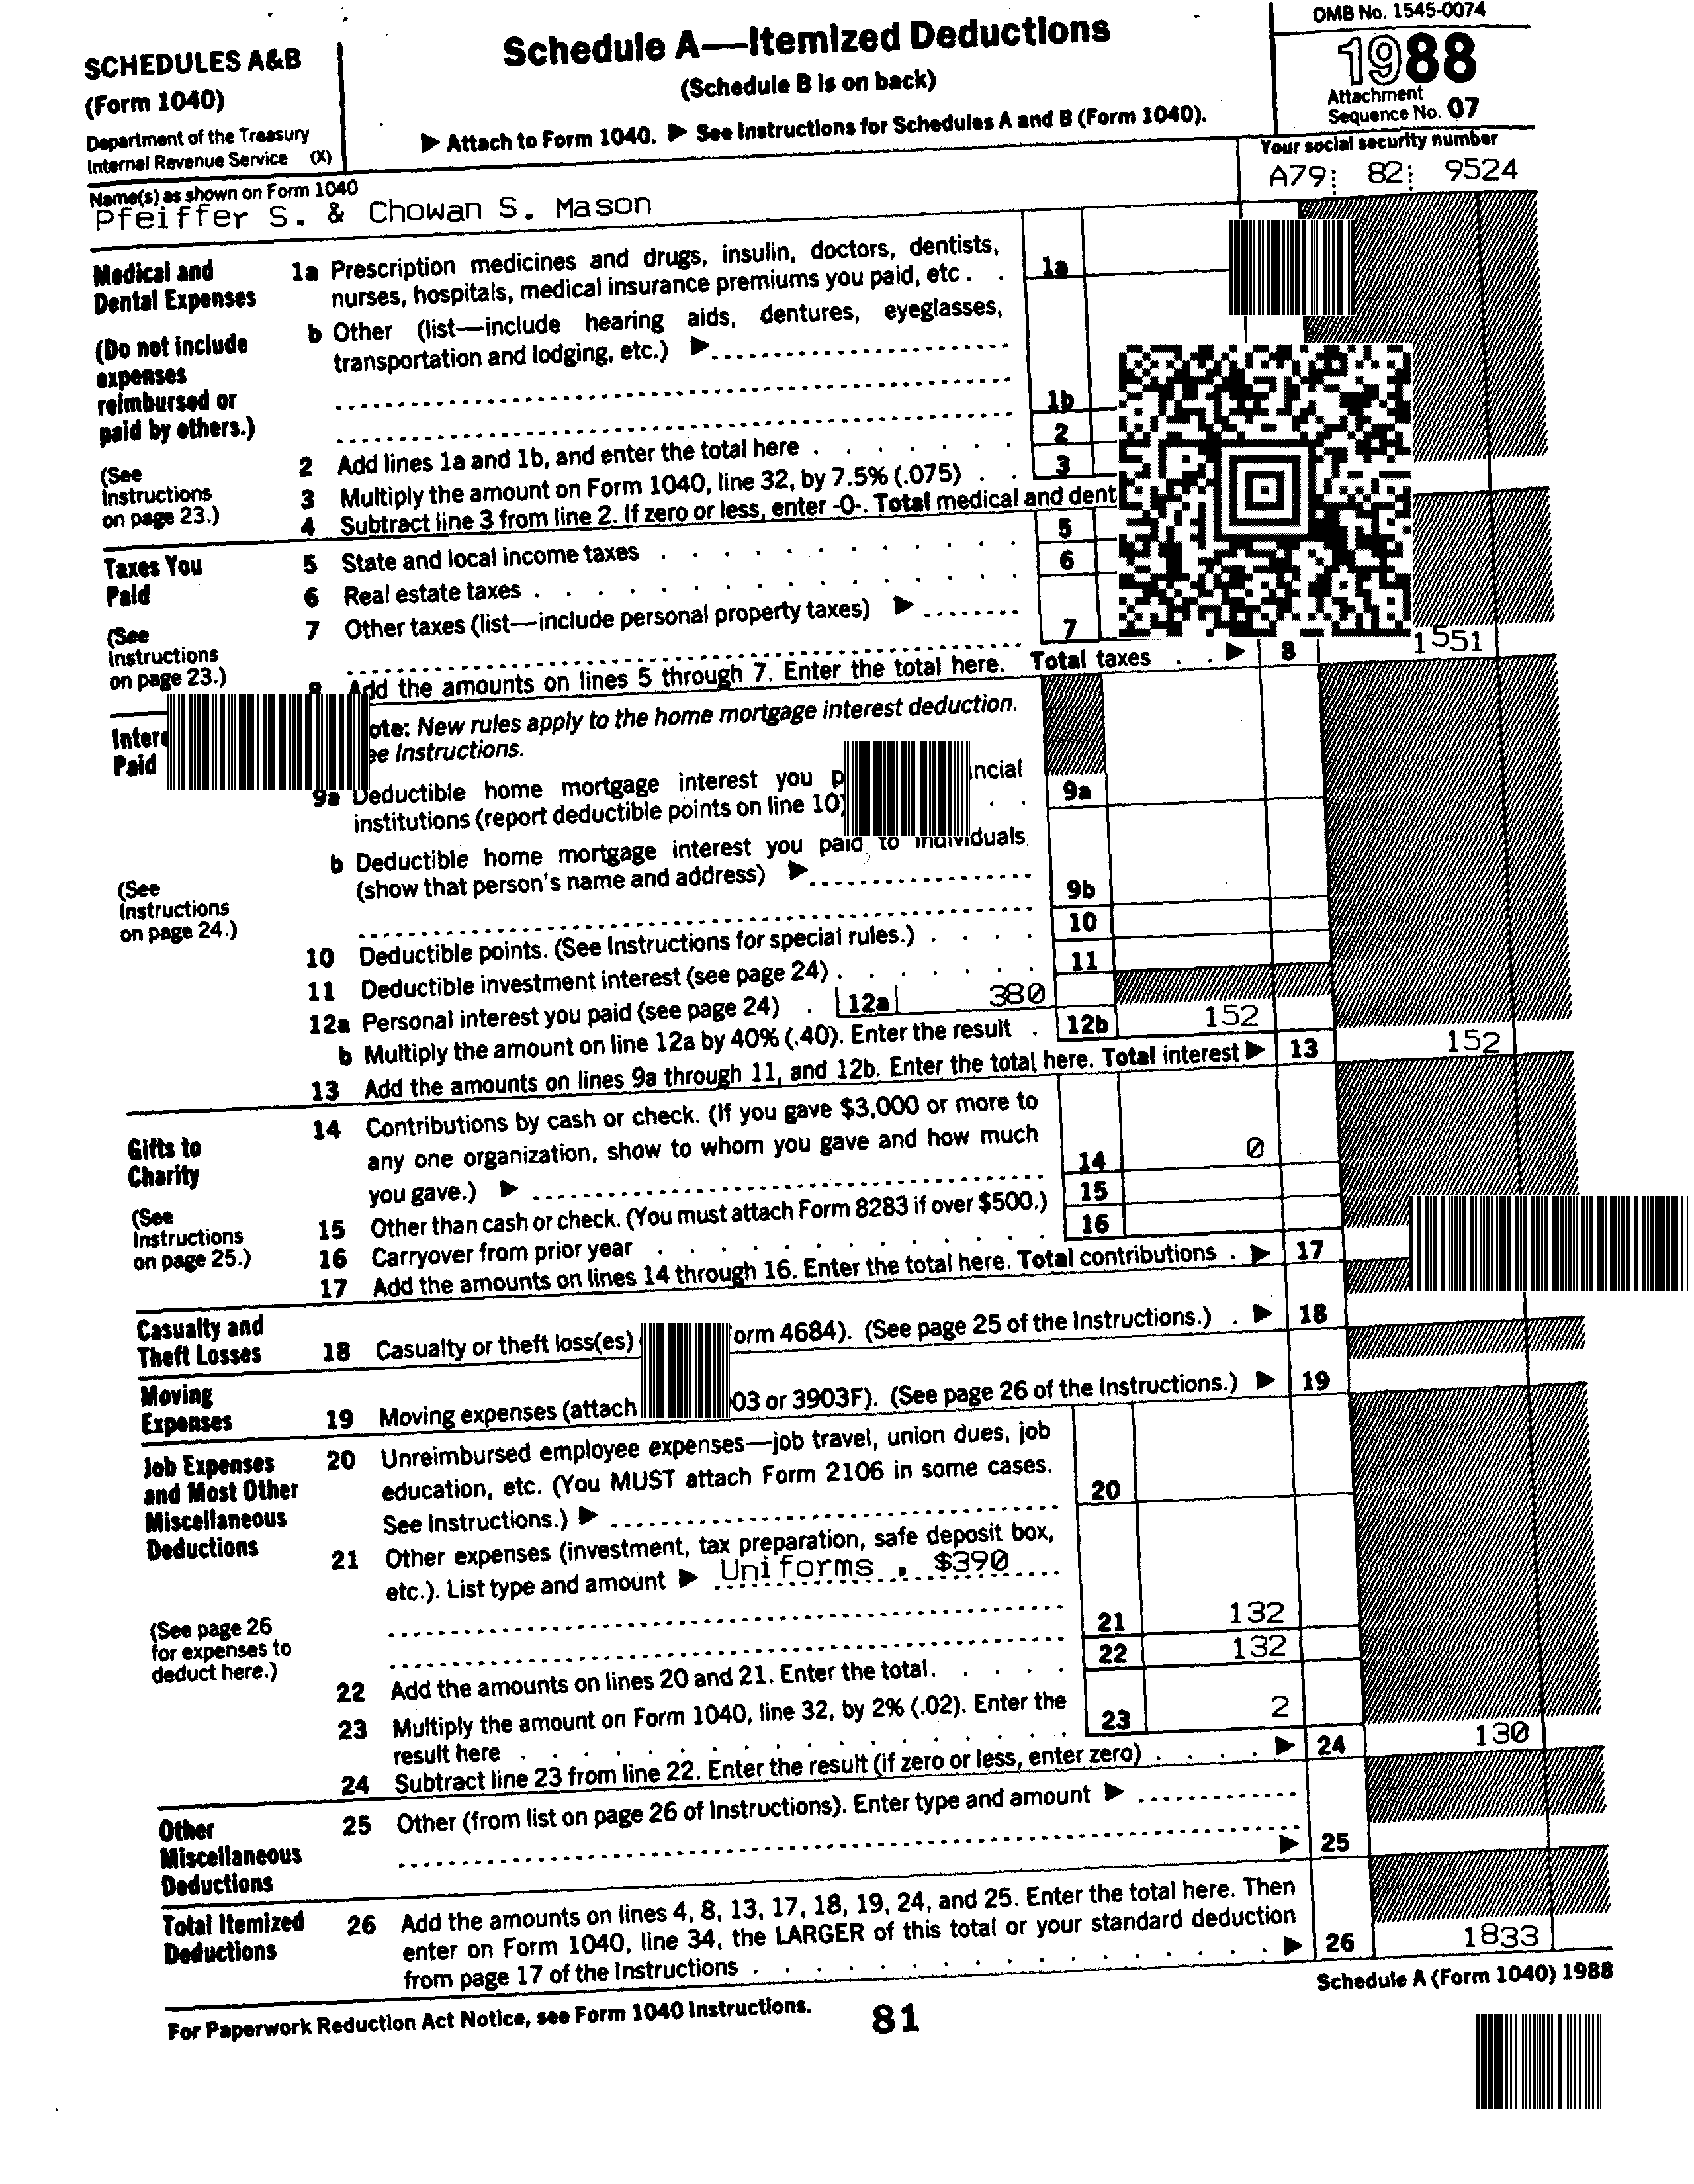 SCHEDULES A&B
(Form 1040)
Department of the Treasury
Internal Revenue Service (X)
Schedule A—Itemized Deductions
(Schedule B is on back)
▶ Attach to Form 1040. ▶ See Instructions for Schedules A and B (Form 1040).
OMB No. 1545-0074
1988
Attachment
Sequence No. 07
Name(s) as shown on Form 1040
Pfeiffer S. & Chowan S. Mason
Your social security number
A79 82 9524
Medical and
Dental Expenses
(Do not include
expenses
reimbursed or
paid by others.)
(See
Instructions
on page 23.)
1a Prescription medicines and drugs, insulin, doctors, dentists,
nurses, hospitals, medical insurance premiums you paid, etc . . 1a
b Other (list—include hearing aids, dentures, eyeglasses,
transportation and lodging, etc.) ▶
1b
2 Add lines 1a and 1b, and enter the total here . . . . . . 2
3 Multiply the amount on Form 1040, line 32, by 7.5% (.075) . . 3
4 Subtract line 3 from line 2. If zero or less, enter -0-. Total medical and dent
Taxes You
Paid
(See
Instructions
on page 23.)
5 State and local income taxes . . . . . . . . . . . 5
6 Real estate taxes . . . . . . . . . . . . . . 6
7 Other taxes (list—include personal property taxes) ▶
7
8 Add the amounts on lines 5 through 7. Enter the total here. Total taxes . . ▶ 8 1551
Paid
(See
Instructions
on page 24.)
ote: New rules apply to the home mortgage interest deduction.
ee Instructions.
9a Deductible home mortgage interest you p ncial
institutions (report deductible points on line 10) . . 9a
b Deductible home mortgage interest you paid to individuals
(show that person's name and address) ▶
9b
10 Deductible points. (See Instructions for special rules.) . . . . 10
11 Deductible investment interest (see page 24) . . . . . . . 11
12a Personal interest you paid (see page 24) . 12a 380
b Multiply the amount on line 12a by 40% (.40). Enter the result . 12b 152
13 Add the amounts on lines 9a through 11, and 12b. Enter the total here. Total interest ▶ 13 152
Gifts to
Charity
(See
Instructions
on page 25.)
14 Contributions by cash or check. (If you gave $3,000 or more to
any one organization, show to whom you gave and how much
you gave.) ▶ 14 0
15 Other than cash or check. (You must attach Form 8283 if over $500.) 15
16 Carryover from prior year . . . . . . . . . . . . 16
17 Add the amounts on lines 14 through 16. Enter the total here. Total contributions . ▶ 17
Casualty and
Theft Losses
18 Casualty or theft loss(es) orm 4684). (See page 25 of the Instructions.) . ▶ 18
Moving
Expenses
19 Moving expenses (attach 03 or 3903F). (See page 26 of the Instructions.) ▶ 19
Job Expenses
and Most Other
Miscellaneous
Deductions
(See page 26
for expenses to
deduct here.)
20 Unreimbursed employee expenses—job travel, union dues, job
education, etc. (You MUST attach Form 2106 in some cases.
See Instructions.) ▶ 20
21 Other expenses (investment, tax preparation, safe deposit box,
etc.). List type and amount ▶ Uniforms . $390
21 132
22 132
22 Add the amounts on lines 20 and 21. Enter the total. . . . .
23 Multiply the amount on Form 1040, line 32, by 2% (.02). Enter the
result here . . . . . . . . . . . . . . . . 23 2
24 Subtract line 23 from line 22. Enter the result (if zero or less, enter zero) . . . . ▶ 24 130
Other
Miscellaneous
Deductions
25 Other (from list on page 26 of Instructions). Enter type and amount ▶
▶ 25
Total Itemized
Deductions
26 Add the amounts on lines 4, 8, 13, 17, 18, 19, 24, and 25. Enter the total here. Then
enter on Form 1040, line 34, the LARGER of this total or your standard deduction
from page 17 of the Instructions . . . . . . . . . . . . ▶ 26 1833
For Paperwork Reduction Act Notice, see Form 1040 Instructions.
81
Schedule A (Form 1040) 1988